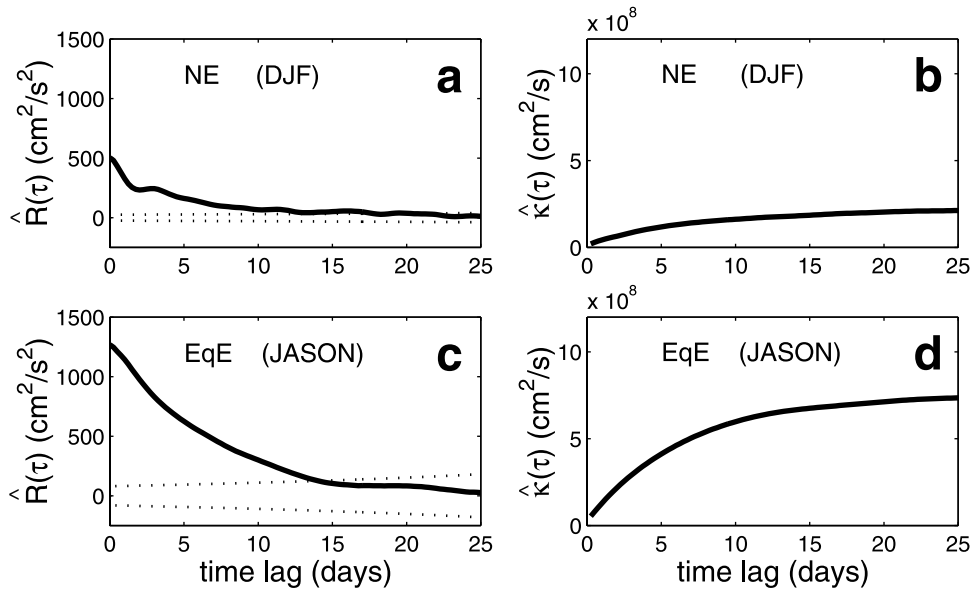 1500
1000
500
0
R̂(τ) (cm²/s²)
NE (DJF)
a
0 5 10 15 20 25
x 10⁸
10
5
0
κ̂(τ) (cm²/s)
NE (DJF)
b
0 5 10 15 20 25
1500
1000
500
0
R̂(τ) (cm²/s²)
EqE (JASON)
c
0 5 10 15 20 25
time lag (days)
x 10⁸
10
5
0
κ̂(τ) (cm²/s)
EqE (JASON)
d
0 5 10 15 20 25
time lag (days)